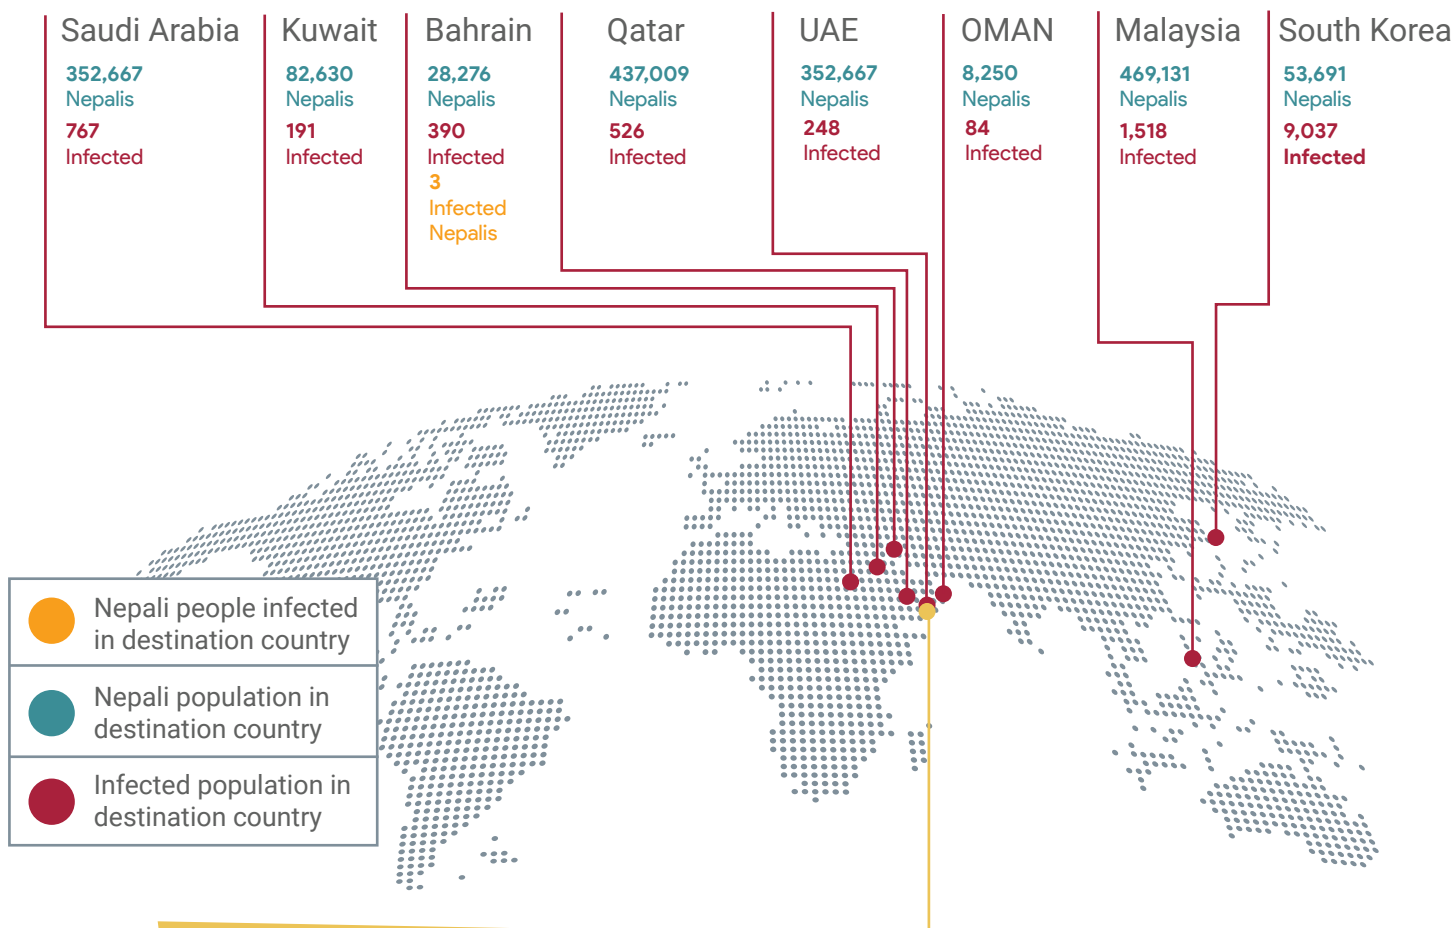 Saudi Arabia
352,667
Nepalis
767
Infected
Kuwait
82,630
Nepalis
191
Infected
Bahrain
28,276
Nepalis
390
Infected
3
Infected
Nepalis
Qatar
437,009
Nepalis
526
Infected
UAE
352,667
Nepalis
248
Infected
OMAN
8,250
Nepalis
84
Infected
Malaysia
469,131
Nepalis
1,518
Infected
South Korea
53,691
Nepalis
9,037
Infected
Nepali people infected
in destination country
Nepali population in
destination country
Infected population in
destination country